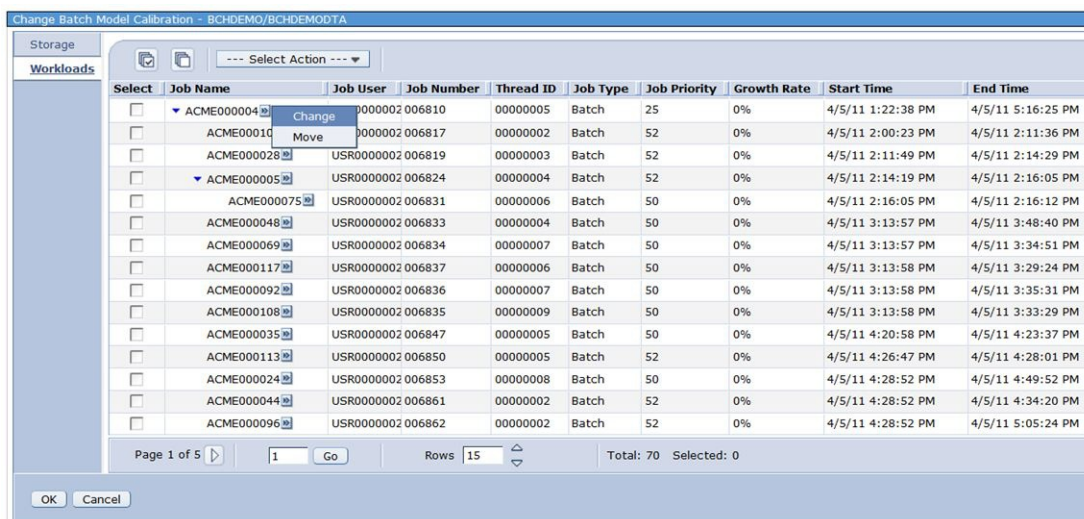 Change Batch Model Calibration - BCHDEMO/BCHDEMODTA
Storage
Workloads
--- Select Action ---
Select Job Name Job User Job Number Thread ID Job Type Job Priority Growth Rate Start Time End Time
ACME000004 0000002 006810 00000005 Batch 25 0% 4/5/11 1:22:38 PM 4/5/11 5:16:25 PM
Change
Move
ACME00010 USR0000002 006817 00000002 Batch 52 0% 4/5/11 2:00:23 PM 4/5/11 2:11:36 PM
ACME000028 USR0000002 006819 00000003 Batch 52 0% 4/5/11 2:11:49 PM 4/5/11 2:14:29 PM
ACME000005 USR0000002 006824 00000004 Batch 52 0% 4/5/11 2:14:19 PM 4/5/11 2:16:05 PM
ACME000075 USR0000002 006831 00000006 Batch 50 0% 4/5/11 2:16:05 PM 4/5/11 2:16:12 PM
ACME000048 USR0000002 006833 00000004 Batch 50 0% 4/5/11 3:13:57 PM 4/5/11 3:48:40 PM
ACME000069 USR0000002 006834 00000007 Batch 50 0% 4/5/11 3:13:57 PM 4/5/11 3:34:51 PM
ACME000117 USR0000002 006837 00000006 Batch 50 0% 4/5/11 3:13:58 PM 4/5/11 3:29:24 PM
ACME000092 USR0000002 006836 00000007 Batch 50 0% 4/5/11 3:13:58 PM 4/5/11 3:35:31 PM
ACME000108 USR0000002 006835 00000009 Batch 50 0% 4/5/11 3:13:58 PM 4/5/11 3:33:29 PM
ACME000035 USR0000002 006847 00000005 Batch 50 0% 4/5/11 4:20:58 PM 4/5/11 4:23:37 PM
ACME000113 USR0000002 006850 00000005 Batch 52 0% 4/5/11 4:26:47 PM 4/5/11 4:28:01 PM
ACME000024 USR0000002 006853 00000008 Batch 50 0% 4/5/11 4:28:52 PM 4/5/11 4:49:52 PM
ACME000044 USR0000002 006861 00000002 Batch 52 0% 4/5/11 4:28:52 PM 4/5/11 4:34:20 PM
ACME000096 USR0000002 006862 00000002 Batch 52 0% 4/5/11 4:28:52 PM 4/5/11 5:05:24 PM
Page 1 of 5 1 Go Rows 15 Total: 70 Selected: 0
OK Cancel